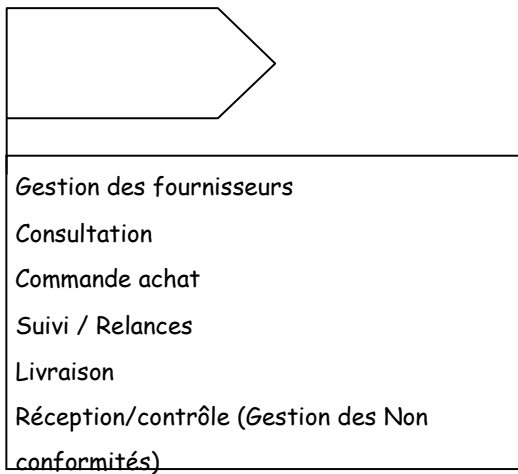 Gestion des fournisseurs
Consultation
Commande achat
Suivi / Relances
Livraison
Réception/contrôle (Gestion des Non
conformités)